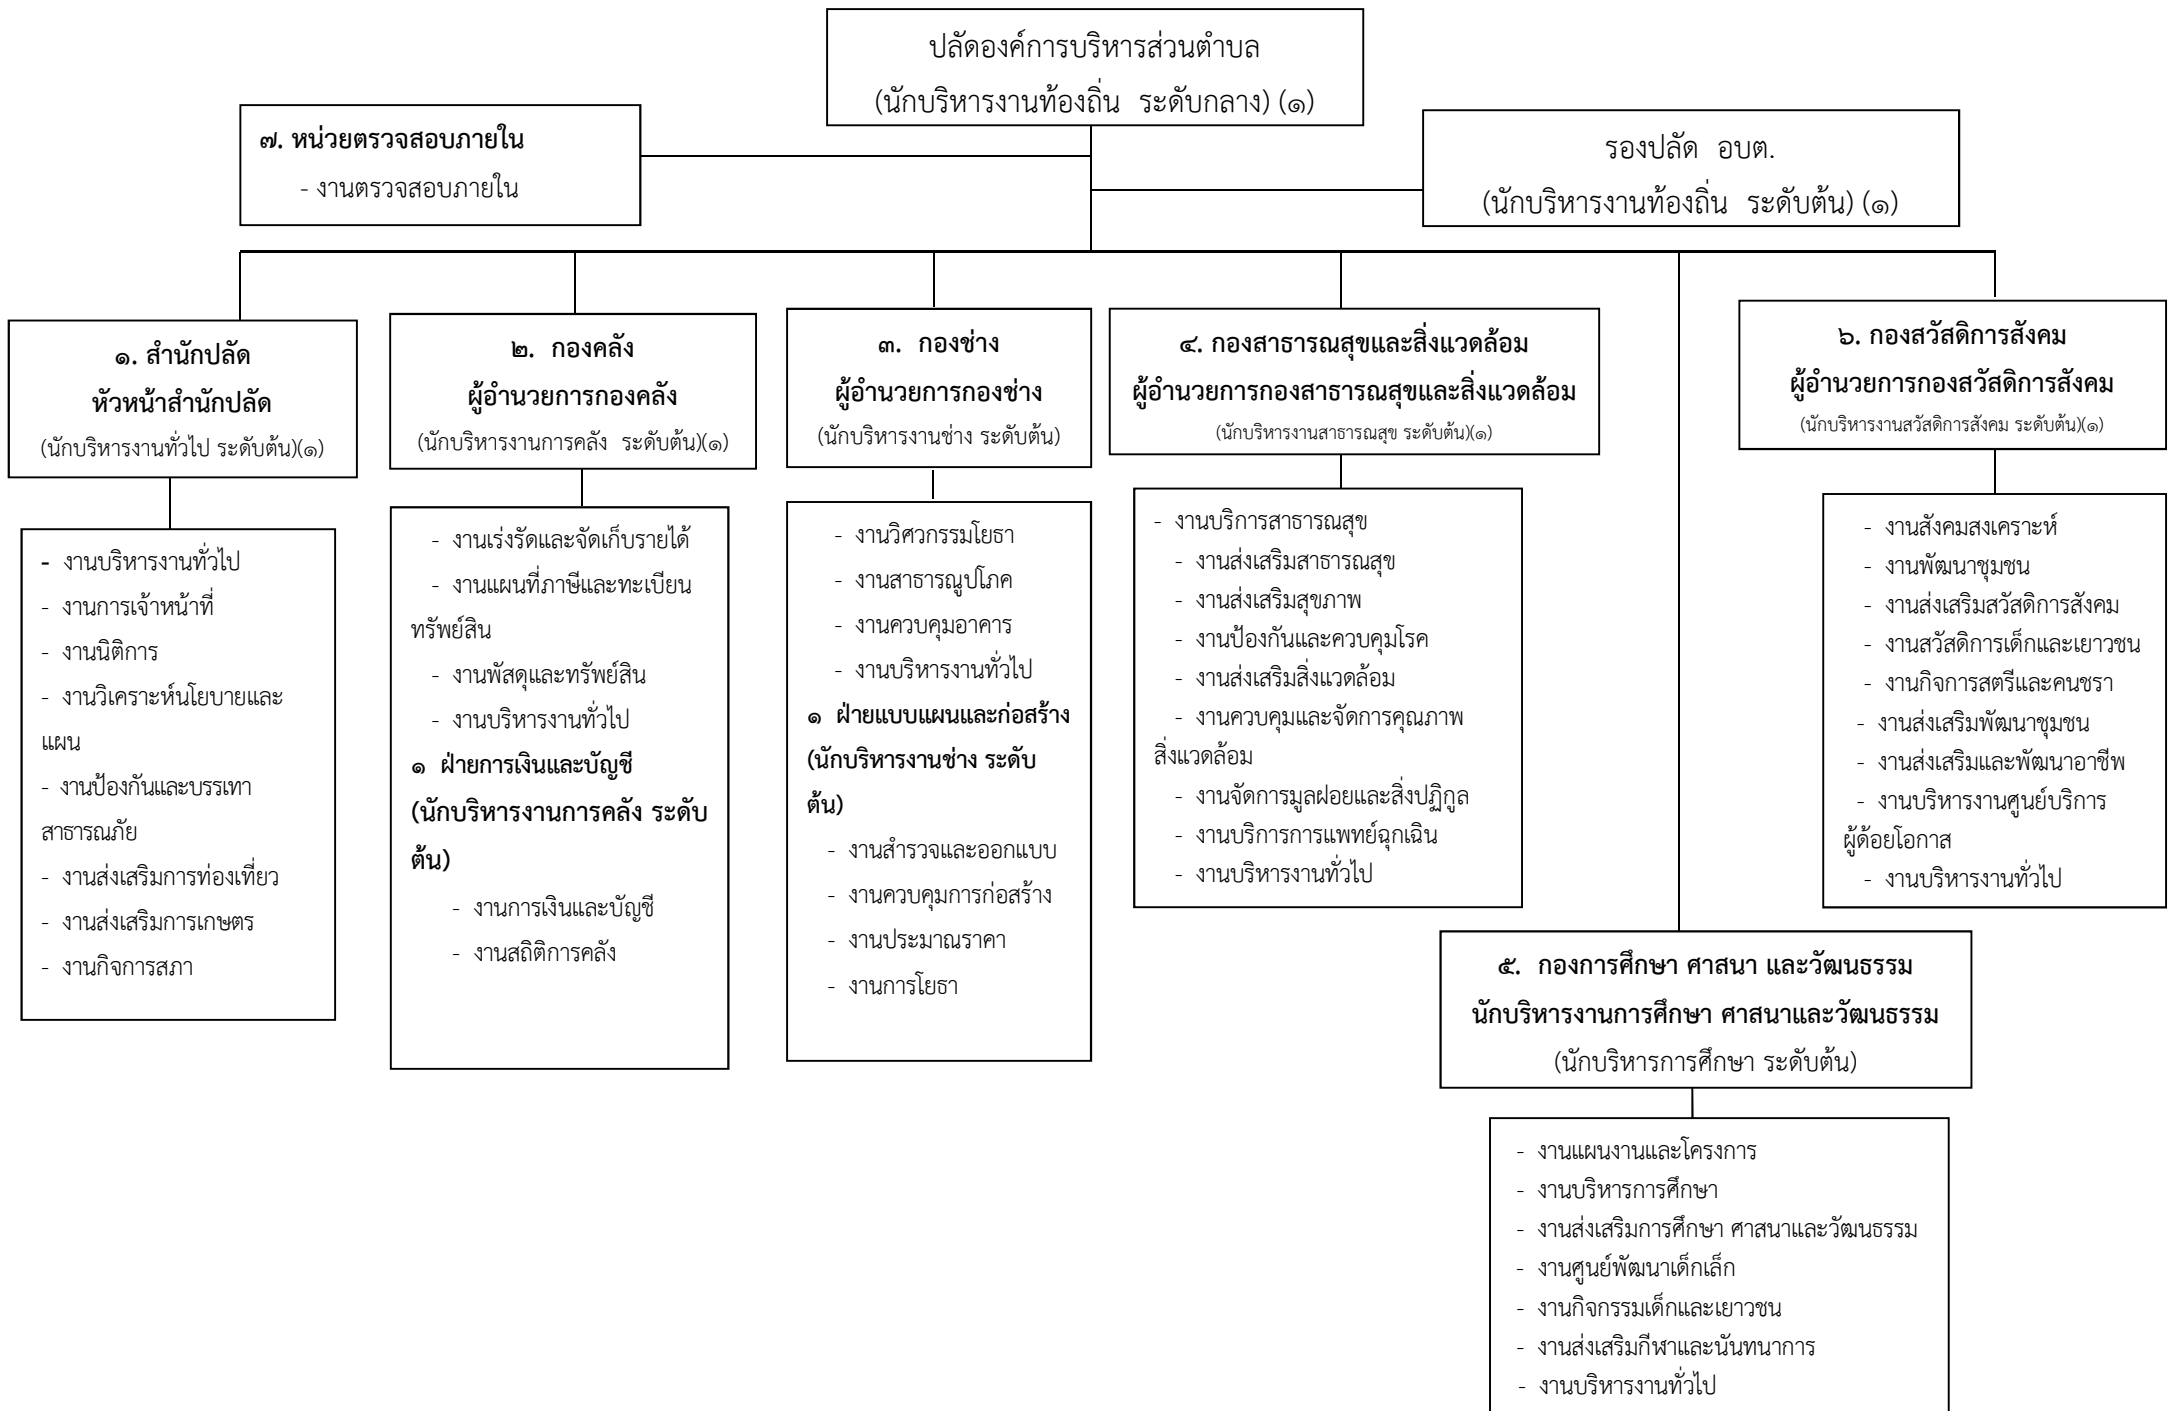 ปลัดองค์การบริหารส่วนตำบล
(นักบริหารงานท้องถิ่น  ระดับกลาง) (๑)
๗. หน่วยตรวจสอบภายใน
- งานตรวจสอบภายใน
รองปลัด  อบต.
(นักบริหารงานท้องถิ่น  ระดับต้น) (๑)
๑. สำนักปลัด
หัวหน้าสำนักปลัด
(นักบริหารงานทั่วไป ระดับต้น)(๑)
- งานบริหารงานทั่วไป
- งานการเจ้าหน้าที่
- งานนิติการ
- งานวิเคราะห์นโยบายและ
แผน
- งานป้องกันและบรรเทา
สาธารณภัย
- งานส่งเสริมการท่องเที่ยว
- งานส่งเสริมการเกษตร
- งานกิจการสภา
๒.  กองคลัง
ผู้อำนวยการกองคลัง
(นักบริหารงานการคลัง  ระดับต้น)(๑)
- งานเร่งรัดและจัดเก็บรายได้
- งานแผนที่ภาษีและทะเบียน
ทรัพย์สิน
- งานพัสดุและทรัพย์สิน
- งานบริหารงานทั่วไป
๑  ฝ่ายการเงินและบัญชี
(นักบริหารงานการคลัง ระดับ
ต้น)
- งานการเงินและบัญชี
- งานสถิติการคลัง
๓.  กองช่าง
ผู้อำนวยการกองช่าง
(นักบริหารงานช่าง ระดับต้น)
- งานวิศวกรรมโยธา
- งานสาธารณูปโภค
- งานควบคุมอาคาร
- งานบริหารงานทั่วไป
๑  ฝ่ายแบบแผนและก่อสร้าง
(นักบริหารงานช่าง ระดับ
ต้น)
- งานสำรวจและออกแบบ
- งานควบคุมการก่อสร้าง
- งานประมาณราคา
- งานการโยธา
๔. กองสาธารณสุขและสิ่งแวดล้อม
ผู้อำนวยการกองสาธารณสุขและสิ่งแวดล้อม
(นักบริหารงานสาธารณสุข ระดับต้น)(๑)
- งานบริการสาธารณสุข
- งานส่งเสริมสาธารณสุข
- งานส่งเสริมสุขภาพ
- งานป้องกันและควบคุมโรค
- งานส่งเสริมสิ่งแวดล้อม
- งานควบคุมและจัดการคุณภาพ
สิ่งแวดล้อม
- งานจัดการมูลฝอยและสิ่งปฏิกูล
- งานบริการการแพทย์ฉุกเฉิน
- งานบริหารงานทั่วไป
๖. กองสวัสดิการสังคม
ผู้อำนวยการกองสวัสดิการสังคม
(นักบริหารงานสวัสดิการสังคม ระดับต้น)(๑)
- งานสังคมสงเคราะห์
- งานพัฒนาชุมชน
- งานส่งเสริมสวัสดิการสังคม
- งานสวัสดิการเด็กและเยาวชน
- งานกิจการสตรีและคนชรา
- งานส่งเสริมพัฒนาชุมชน
- งานส่งเสริมและพัฒนาอาชีพ
- งานบริหารงานศูนย์บริการ
ผู้ด้อยโอกาส
- งานบริหารงานทั่วไป
๕.  กองการศึกษา ศาสนา และวัฒนธรรม
นักบริหารงานการศึกษา ศาสนาและวัฒนธรรม
(นักบริหารการศึกษา ระดับต้น)
- งานแผนงานและโครงการ
- งานบริหารการศึกษา
- งานส่งเสริมการศึกษา ศาสนาและวัฒนธรรม
- งานศูนย์พัฒนาเด็กเล็ก
- งานกิจกรรมเด็กและเยาวชน
- งานส่งเสริมกีฬาและนันทนาการ
- งานบริหารงานทั่วไป